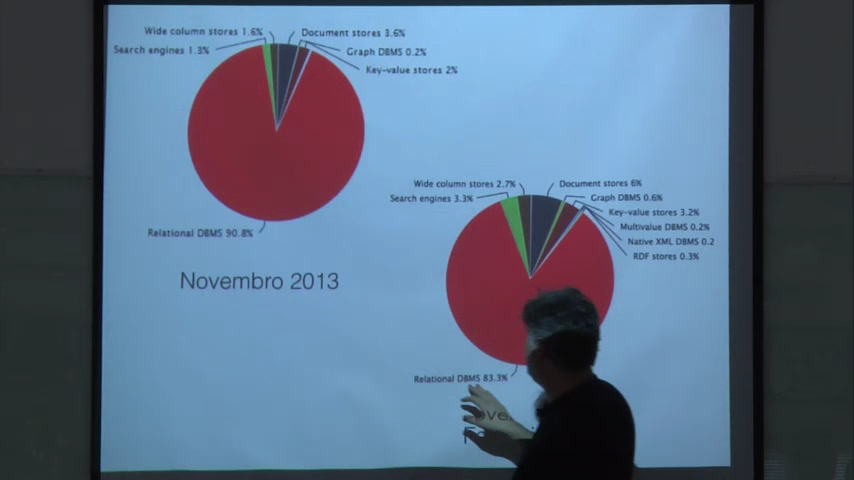 Wide column stores 1.6%
Document stores 3.6%
Search engines 1.3%
Graph DBMS 0.2%
Key-value stores 2%
Relational DBMS 90.8%
Novembro 2013
Wide column stores 2.7%
Document stores 6%
Search engines 3.3%
Graph DBMS 0.6%
Key-value stores 3.2%
Multivalue DBMS 0.2%
Native XML DBMS 0.2
RDF stores 0.3%
Relational DBMS 83.3%